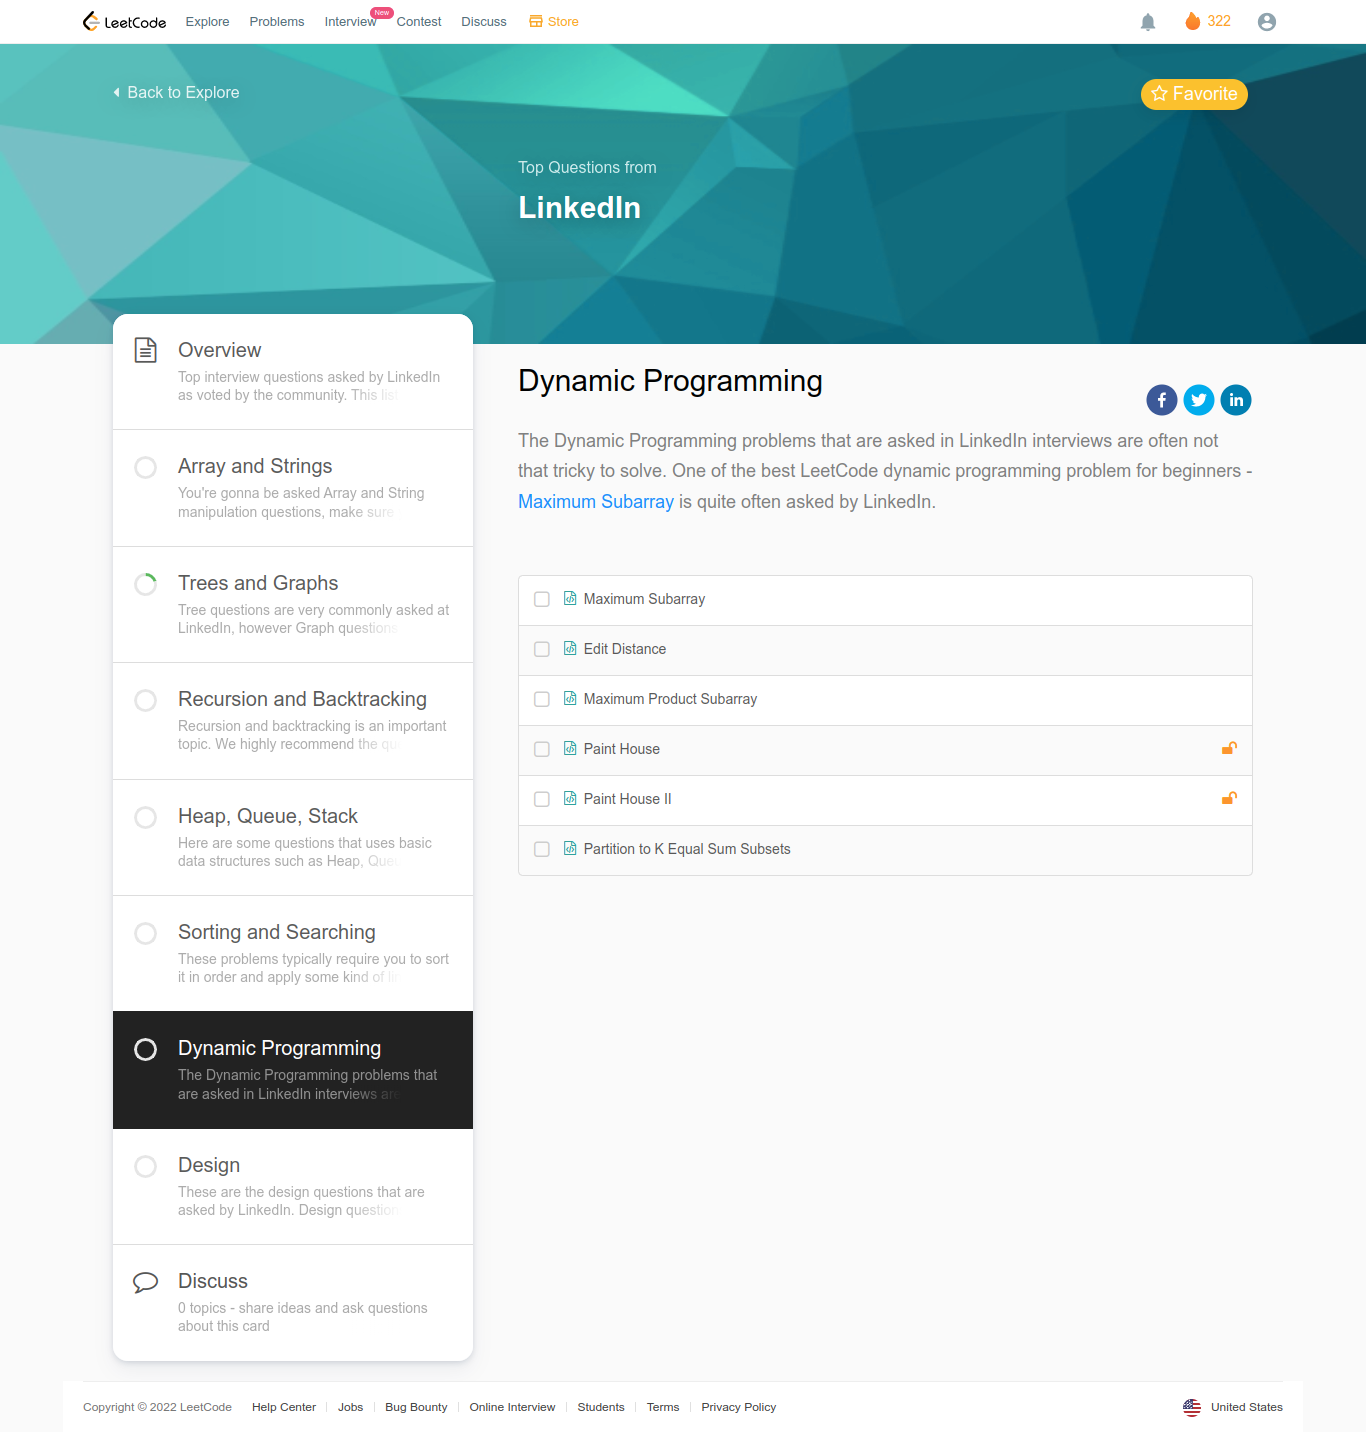 LeetCode Explore Problems Interview New Contest Discuss Store 322
Back to Explore
Favorite
Top Questions from
LinkedIn
Overview
Top interview questions asked by LinkedIn
as voted by the community. This list
Array and Strings
You're gonna be asked Array and String
manipulation questions, make sure
Trees and Graphs
Tree questions are very commonly asked at
LinkedIn, however Graph questions
Recursion and Backtracking
Recursion and backtracking is an important
topic. We highly recommend the qu
Heap, Queue, Stack
Here are some questions that uses basic
data structures such as Heap, Queu
Sorting and Searching
These problems typically require you to sort
it in order and apply some kind of li
Dynamic Programming
The Dynamic Programming problems that
are asked in LinkedIn interviews are
Design
These are the design questions that are
asked by LinkedIn. Design question
Discuss
0 topics - share ideas and ask questions
about this card
Dynamic Programming
The Dynamic Programming problems that are asked in LinkedIn interviews are often not
that tricky to solve. One of the best LeetCode dynamic programming problem for beginners -
Maximum Subarray is quite often asked by LinkedIn.
Maximum Subarray
Edit Distance
Maximum Product Subarray
Paint House
Paint House II
Partition to K Equal Sum Subsets
Copyright © 2022 LeetCode Help Center Jobs Bug Bounty Online Interview Students Terms Privacy Policy United States